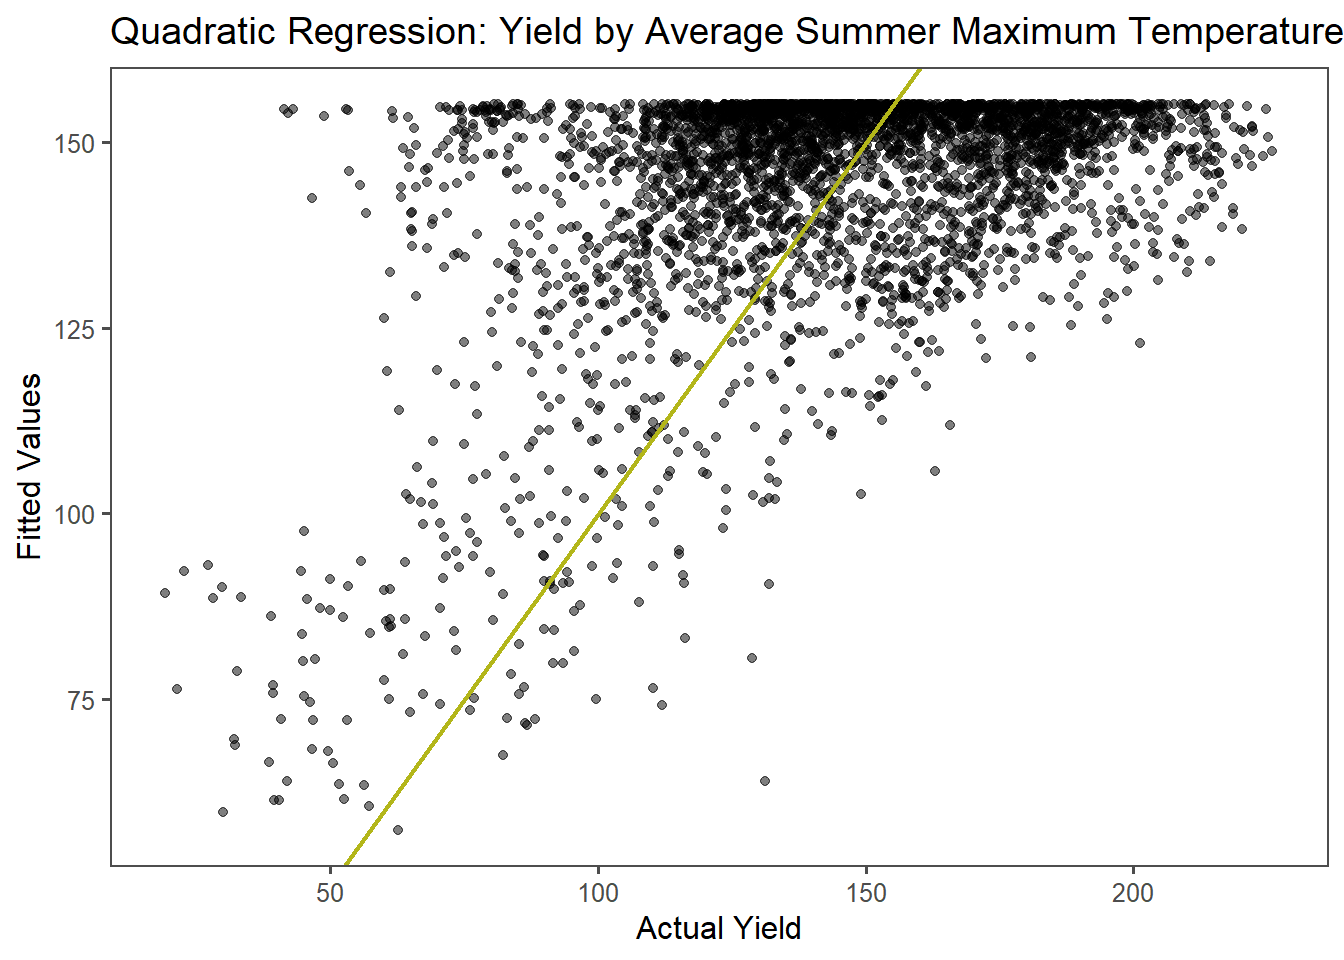 Quadratic Regression: Yield by Average Summer Maximum Temperature
150
125
100
75
Fitted Values
50 100 150 200
Actual Yield